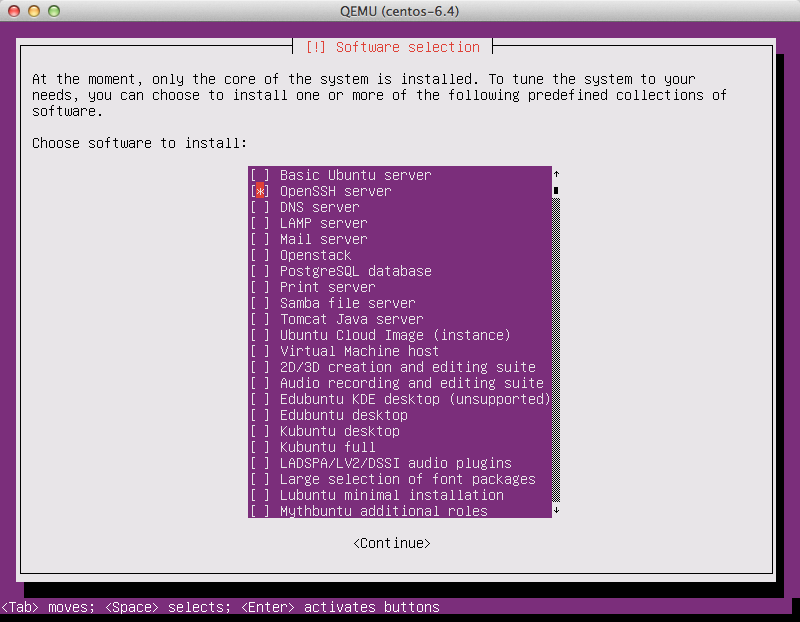 QEMU (centos-6.4)
[!] Software selection
At the moment, only the core of the system is installed. To tune the system to your
needs, you can choose to install one or more of the following predefined collections of
software.
Choose software to install:
[ ] Basic Ubuntu server
[*] OpenSSH server
[ ] DNS server
[ ] LAMP server
[ ] Mail server
[ ] Openstack
[ ] PostgreSQL database
[ ] Print server
[ ] Samba file server
[ ] Tomcat Java server
[ ] Ubuntu Cloud Image (instance)
[ ] Virtual Machine host
[ ] 2D/3D creation and editing suite
[ ] Audio recording and editing suite
[ ] Edubuntu KDE desktop (unsupported)
[ ] Edubuntu desktop
[ ] Kubuntu desktop
[ ] Kubuntu full
[ ] LADSPA/LV2/DSSI audio plugins
[ ] Large selection of font packages
[ ] Lubuntu minimal installation
[ ] Mythbuntu additional roles
<Continue>
<Tab> moves; <Space> selects; <Enter> activates buttons